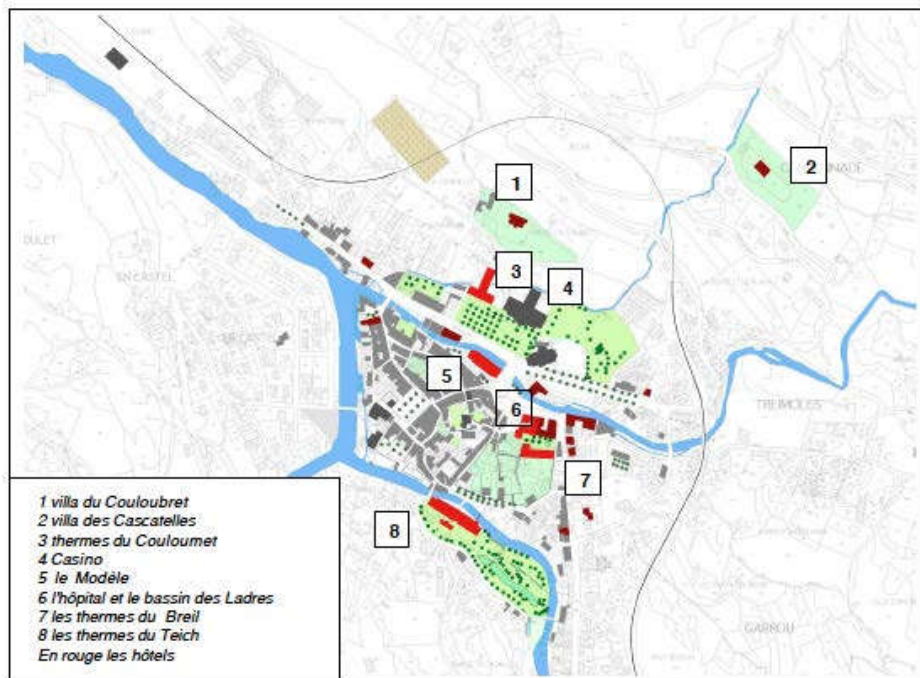 1
2
3
4
5
6
7
8
TREMOLES
GARROU
1 villa du Couloubret
2 villa des Cascatelles
3 thermes du Couloumet
4 Casino
5 le Modèle
6 l'hôpital et le bassin des Ladres
7 les thermes du Breil
8 les thermes du Teich
En rouge les hôtels